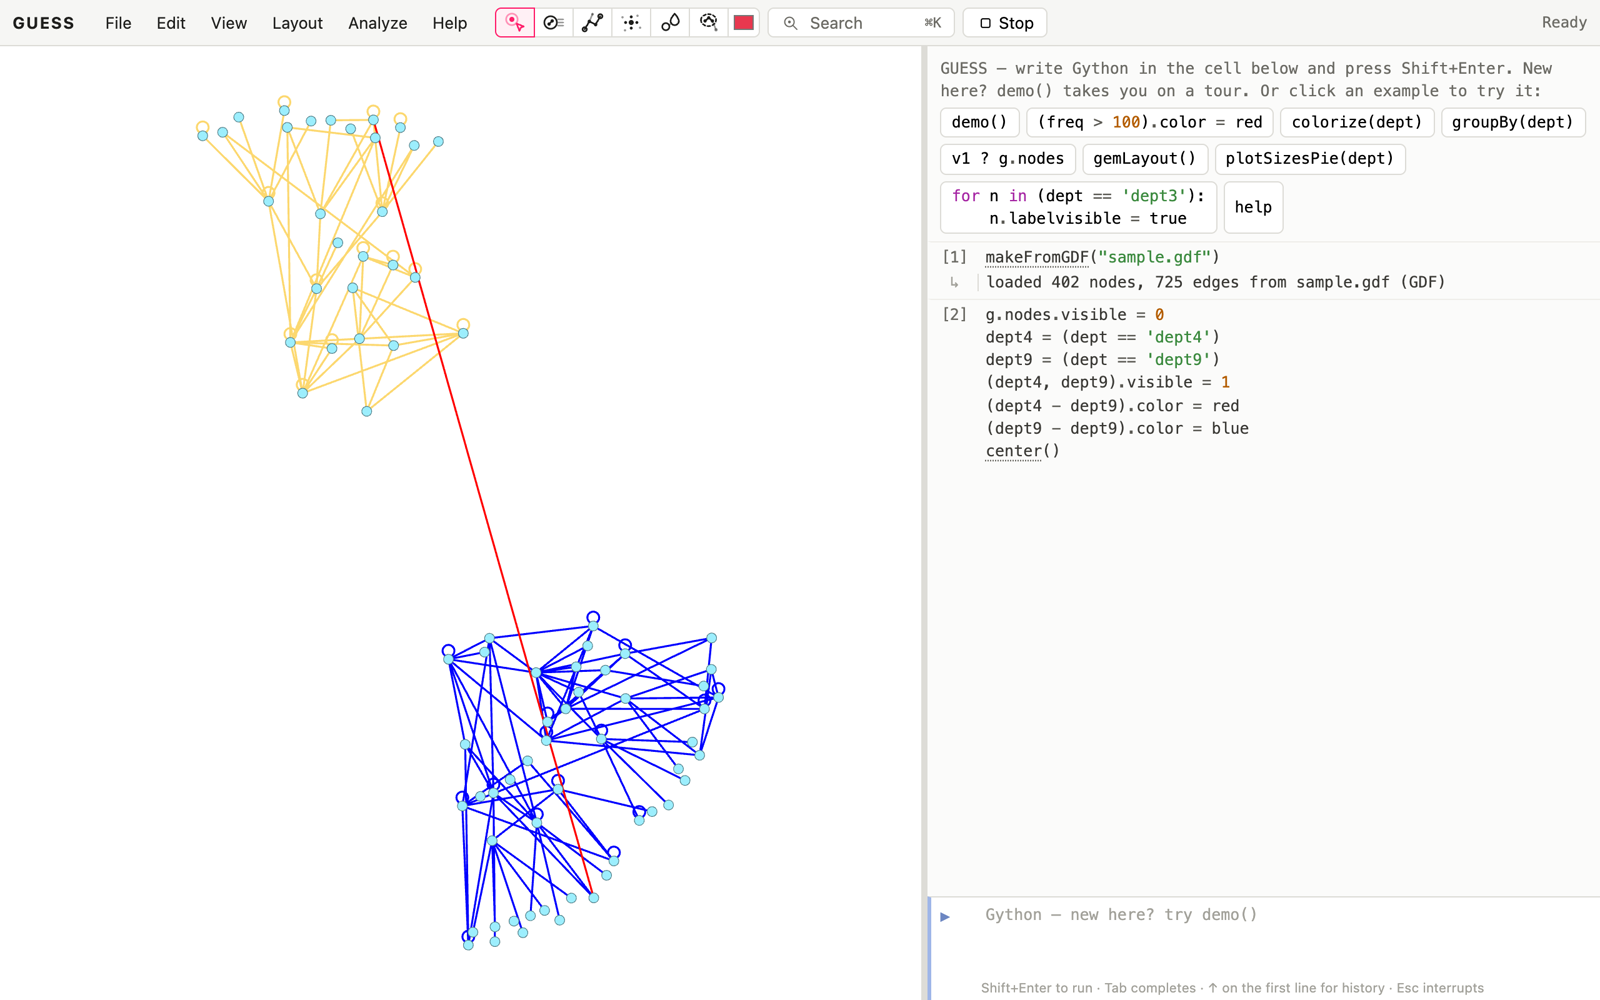 GUESS File Edit View Layout Analyze Help Search ⌘K Stop Ready
GUESS — write Gython in the cell below and press Shift+Enter. New
here? demo() takes you on a tour. Or click an example to try it:
demo() (freq > 100).color = red colorize(dept) groupBy(dept)
v1 ? g.nodes gemLayout() plotSizesPie(dept)
for n in (dept == 'dept3'):
    n.labelvisible = true
help
[1] makeFromGDF("sample.gdf")
↳ loaded 402 nodes, 725 edges from sample.gdf (GDF)
[2] g.nodes.visible = 0
dept4 = (dept == 'dept4')
dept9 = (dept == 'dept9')
(dept4, dept9).visible = 1
(dept4 - dept9).color = red
(dept9 - dept9).color = blue
center()
Gython — new here? try demo()
Shift+Enter to run · Tab completes · ↑ on the first line for history · Esc interrupts